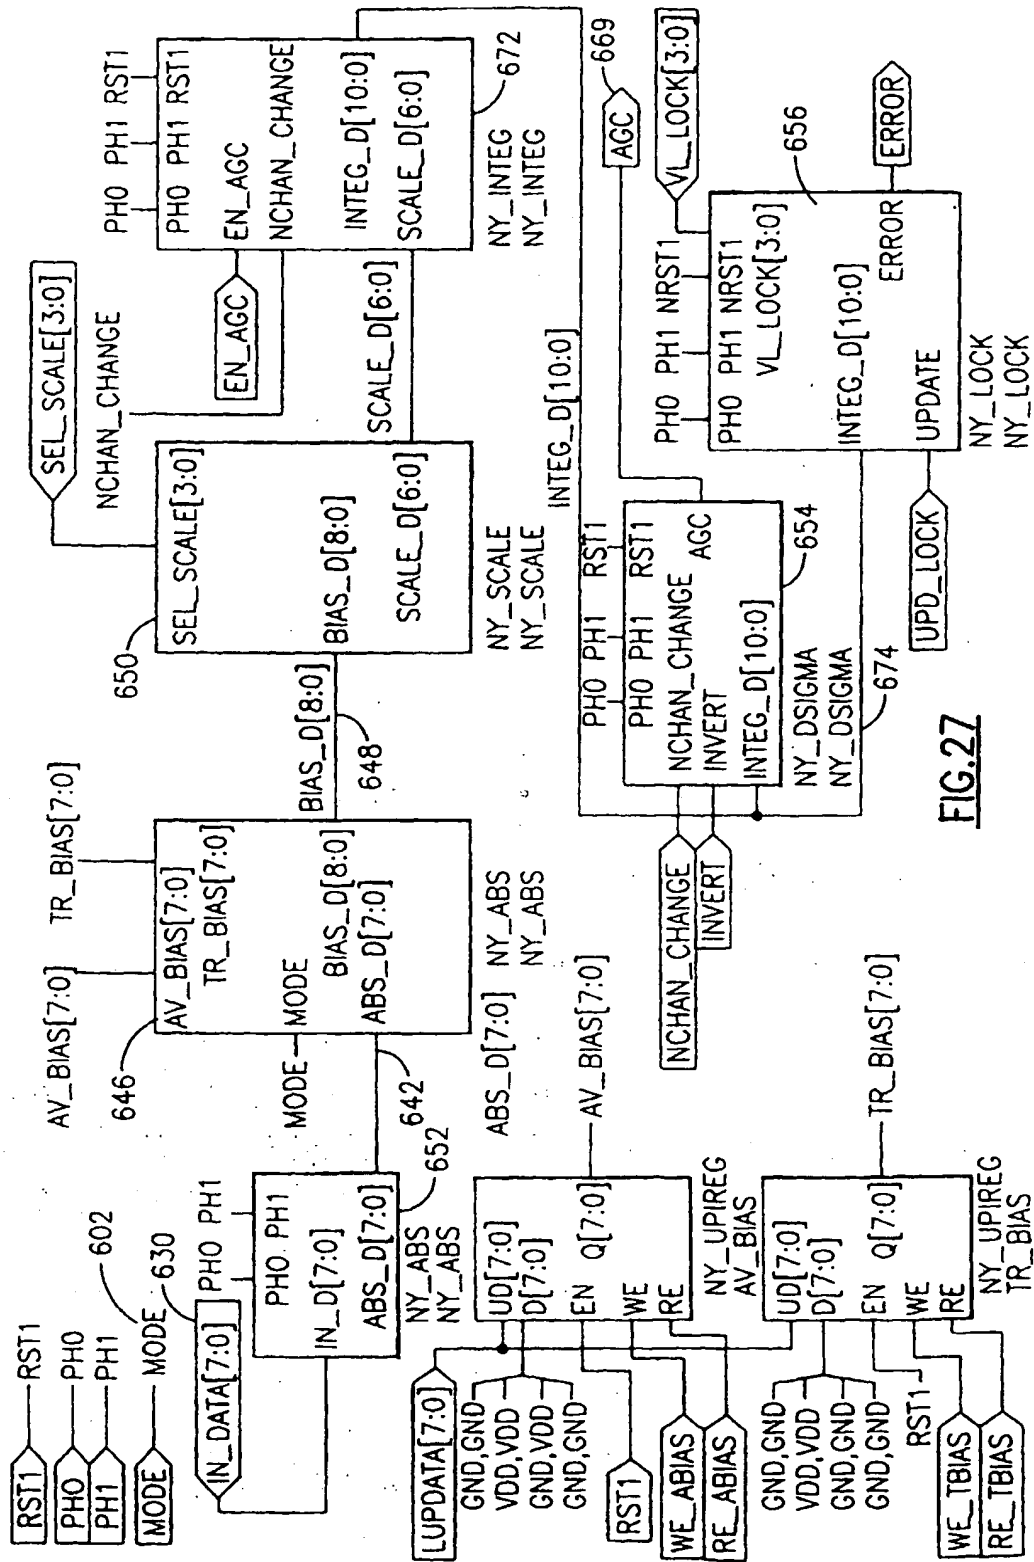 RST1
RST1
PH0
PH0
PH1
PH1
MODE
MODE
602
IN_DATA[7:0]
630
PH0 PH1
PH0 PH1
IN_D[7:0]
ABS_D[7:0]
652
NY_ABS
NY_ABS
642
AV_BIAS[7:0]
TR_BIAS[7:0]
646
AV_BIAS[7:0]
TR_BIAS[7:0]
MODE
MODE
BIAS_D[8:0]
ABS_D[7:0]
NY_ABS
NY_ABS
ABS_D[7:0]
BIAS_D[8:0]
648
650
SEL_SCALE[3:0]
SEL_SCALE[3:0]
BIAS_D[8:0]
SCALE_D[6:0]
NY_SCALE
NY_SCALE
NCHAN_CHANGE
EN_AGC
SCALE_D[6:0]
PH0 PH1 RST1
PH0 PH1 RST1
EN_AGC
NCHAN_CHANGE
INTEG_D[10:0]
SCALE_D[6:0]
672
NY_INTEG
NY_INTEG
INTEG_D[10:0]
LUPDATA[7:0]
GND,GND
VDD,VDD
GND,VDD
GND,GND
RST1
WE_ABIAS
RE_ABIAS
UD[7:0]
D[7:0]
EN
Q[7:0]
WE
RE
NY_UPIREG
AV_BIAS
AV_BIAS[7:0]
GND,GND
VDD,VDD
GND,GND
GND,GND
RST1
WE_TBIAS
RE_TBIAS
UD[7:0]
D[7:0]
EN
Q[7:0]
WE
RE
NY_UPIREG
TR_BIAS
TR_BIAS[7:0]
NCHAN_CHANGE
INVERT
PH0 PH1 RST1
PH0 PH1 RST1
NCHAN_CHANGE
INVERT
AGC
INTEG_D[10:0]
654
NY_DSIGMA
NY_DSIGMA
674
AGC
669
VL_LOCK[3:0]
PH0 PH1 NRST1
PH0 PH1 NRST1
VL_LOCK[3:0]
INTEG_D[10:0]
ERROR
UPDATE
656
ERROR
UPD_LOCK
NY_LOCK
NY_LOCK
FIG.27